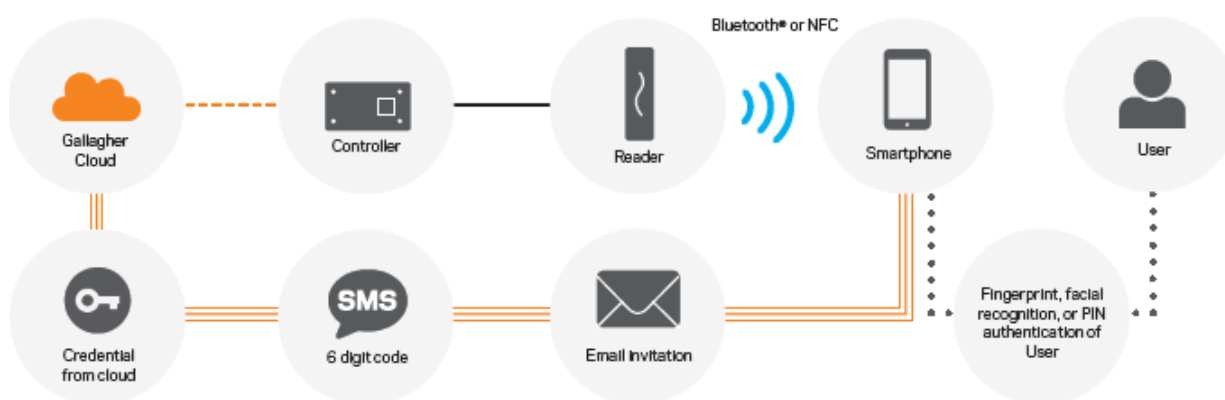 Bluetooth® or NFC
Gallagher
Cloud
Controller
Reader
Smartphone
User
Credential
from cloud
SMS
6 digit code
Email invitation
Fingerprint, facial
recognition, or PIN
authentication of
User